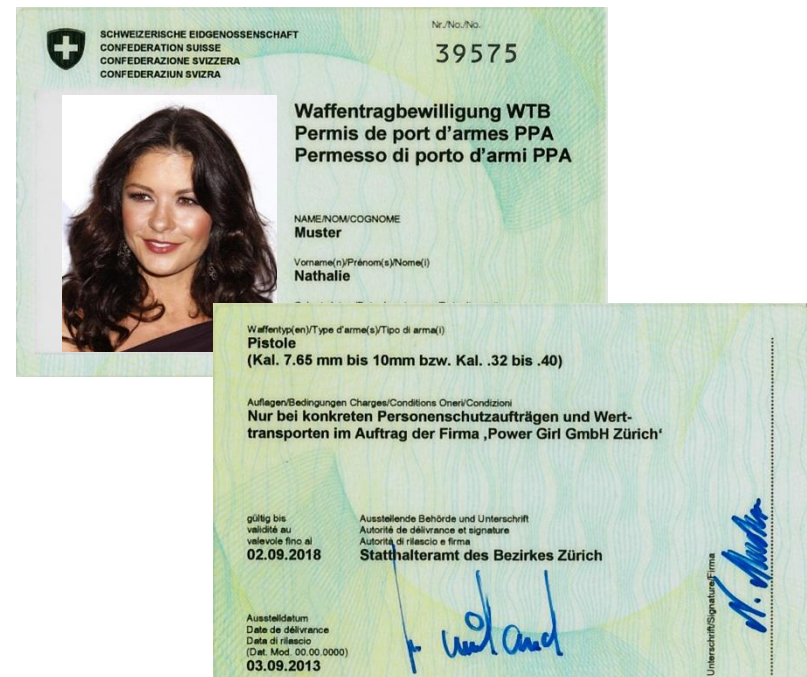 SCHWEIZERISCHE EIDGENOSSENSCHAFT
CONFEDERATION SUISSE
CONFEDERAZIONE SVIZZERA
CONFEDERAZIUN SVIZRA
Nr./No./No.
39575
Waffentragbewilligung WTB
Permis de port d'armes PPA
Permesso di porto d'armi PPA
NAME/NOM/COGNOME
Muster
Vorname(n)/Prénom(s)/Nome(i)
Nathalie
Waffentyp(en)/Type d'arme(s)/Tipo di arma(i)
Pistole
(Kal. 7.65 mm bis 10mm bzw. Kal. .32 bis .40)
Auflagen/Bedingungen Charges/Conditions Oneri/Condizioni
Nur bei konkreten Personenschutzaufträgen und Wert-
transporten im Auftrag der Firma ‚Power Girl GmbH Zürich'
gültig bis
validité au
valevole fino al
02.09.2018
Ausstellende Behörde und Unterschrift
Autorité de délivrance et signature
Autorità di rilascio e firma
Statthalteramt des Bezirkes Zürich
Ausstelldatum
Date de délivrance
Data di rilascio
(Dat. Mod. 00.00.0000)
03.09.2013
Unterschrift/Signature/Firma
N. Muster